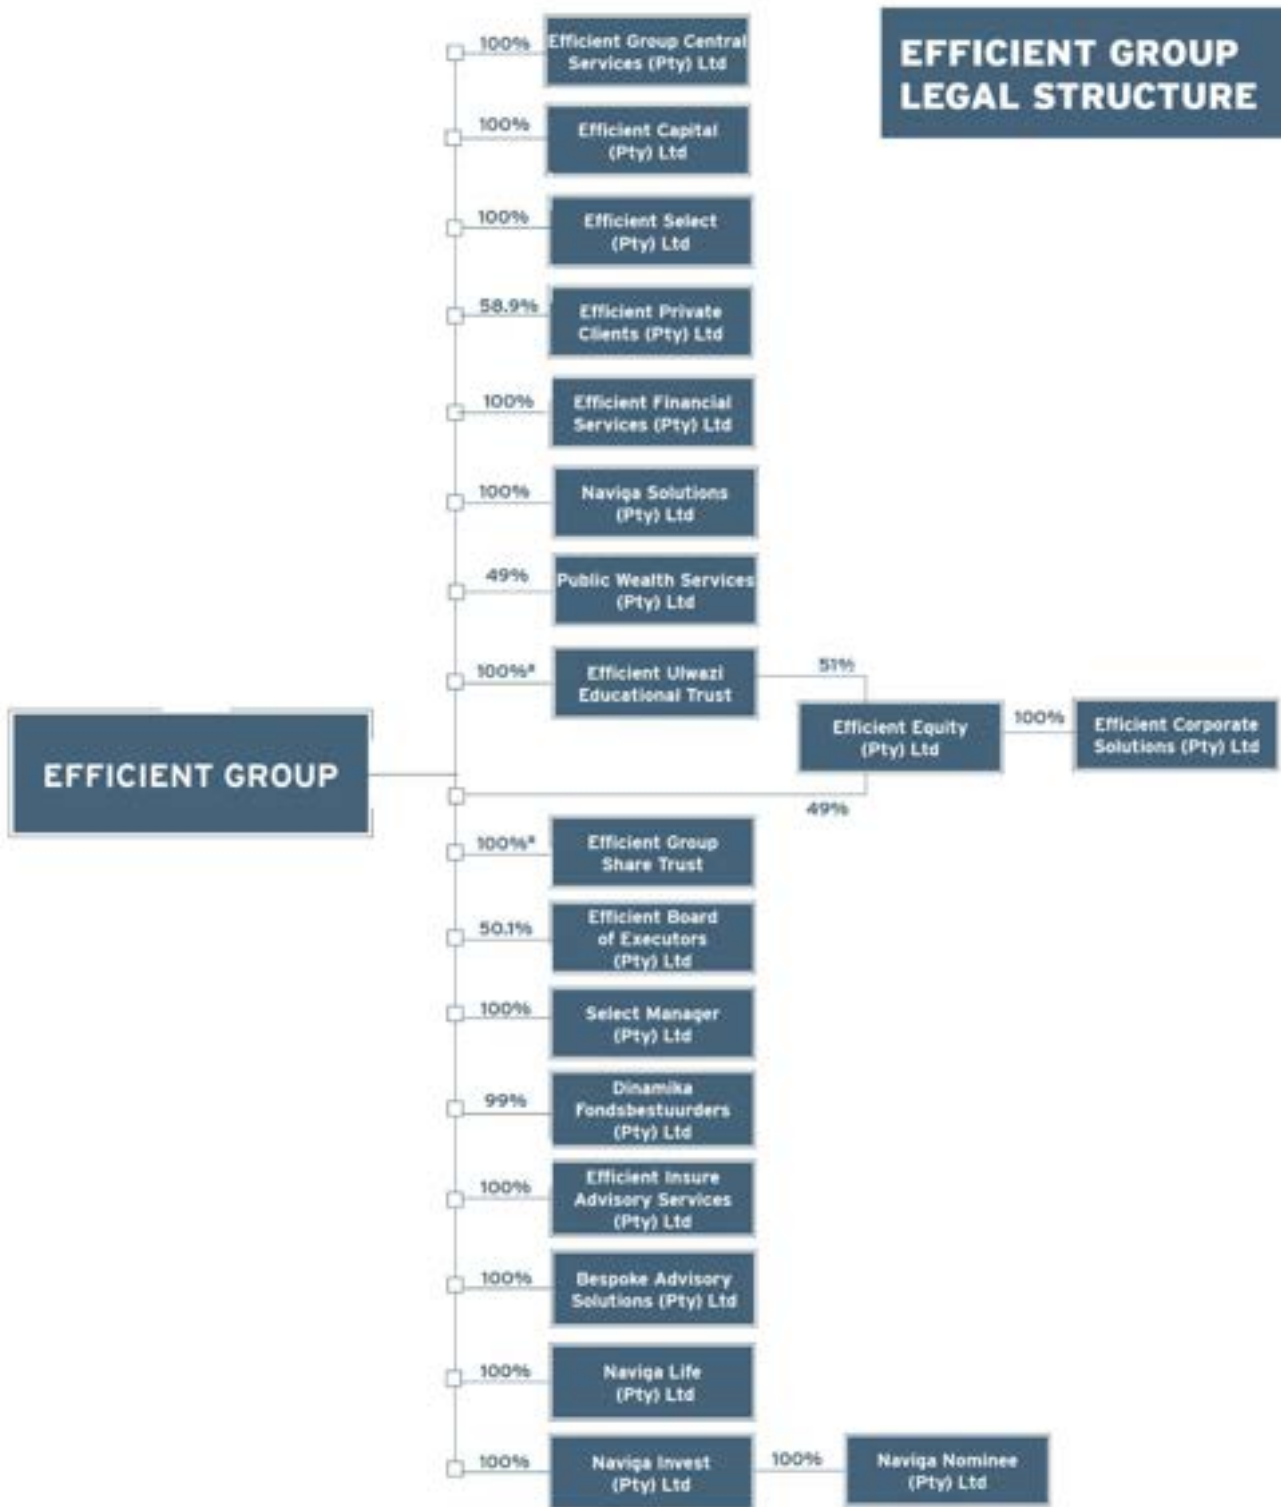 EFFICIENT GROUP
LEGAL STRUCTURE
100%
Efficient Group Central
Services (Pty) Ltd
100%
Efficient Capital
(Pty) Ltd
100%
Efficient Select
(Pty) Ltd
58.9%
Efficient Private
Clients (Pty) Ltd
100%
Efficient Financial
Services (Pty) Ltd
100%
Naviga Solutions
(Pty) Ltd
49%
Public Wealth Services
(Pty) Ltd
100%*
Efficient Ulwazi
Educational Trust
51%
Efficient Equity
(Pty) Ltd
100%
Efficient Corporate
Solutions (Pty) Ltd
EFFICIENT GROUP
49%
100%*
Efficient Group
Share Trust
50.1%
Efficient Board
of Executors
(Pty) Ltd
100%
Select Manager
(Pty) Ltd
99%
Dinamika
Fondsbestuurders
(Pty) Ltd
100%
Efficient Insure
Advisory Services
(Pty) Ltd
100%
Bespoke Advisory
Solutions (Pty) Ltd
100%
Naviga Life
(Pty) Ltd
100%
Naviga Invest
(Pty) Ltd
100%
Naviga Nominee
(Pty) Ltd